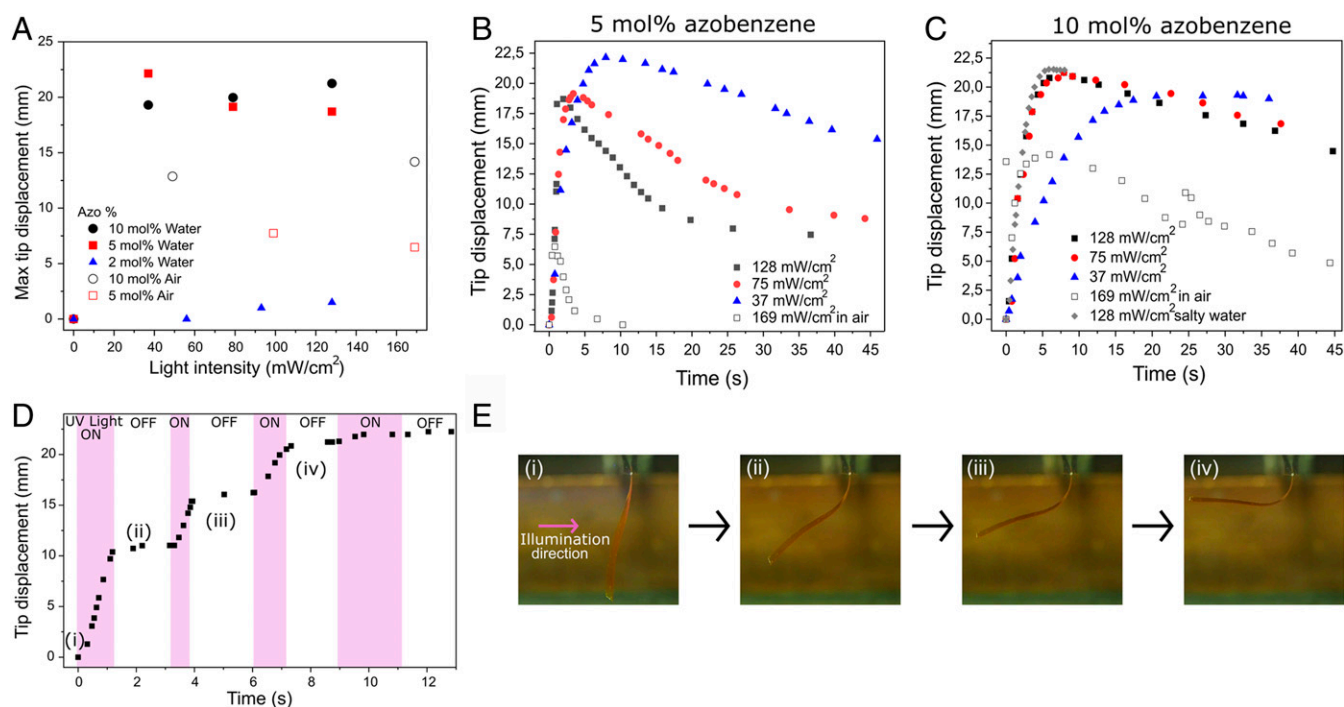 A
Max tip displacement (mm)
25
20
15
10
5
0
Azo %
10 mol% Water
5 mol% Water
2 mol% Water
10 mol% Air
5 mol% Air
0 20 40 60 80 100 120 140 160
Light intensity (mW/cm²)
B
5 mol% azobenzene
Tip displacement (mm)
22,5
20,0
17,5
15,0
12,5
10,0
7,5
5,0
2,5
0,0
128 mW/cm²
75 mW/cm²
37 mW/cm²
169 mW/cm² in air
0 5 10 15 20 25 30 35 40 45
Time (s)
C
10 mol% azobenzene
Tip displacement (mm)
22,5
20,0
17,5
15,0
12,5
10,0
7,5
5,0
2,5
0,0
128 mW/cm²
75 mW/cm²
37 mW/cm²
169 mW/cm² in air
128 mW/cm² salty water
0 5 10 15 20 25 30 35 40 45
Time (s)
D
Tip displacement (mm)
20
15
10
5
0
UV Light
ON OFF ON OFF ON OFF ON OFF
(i)
(ii)
(iii)
(iv)
0 2 4 6 8 10 12
Time (s)
E
(i)
Illumination
direction
(ii)
(iii)
(iv)